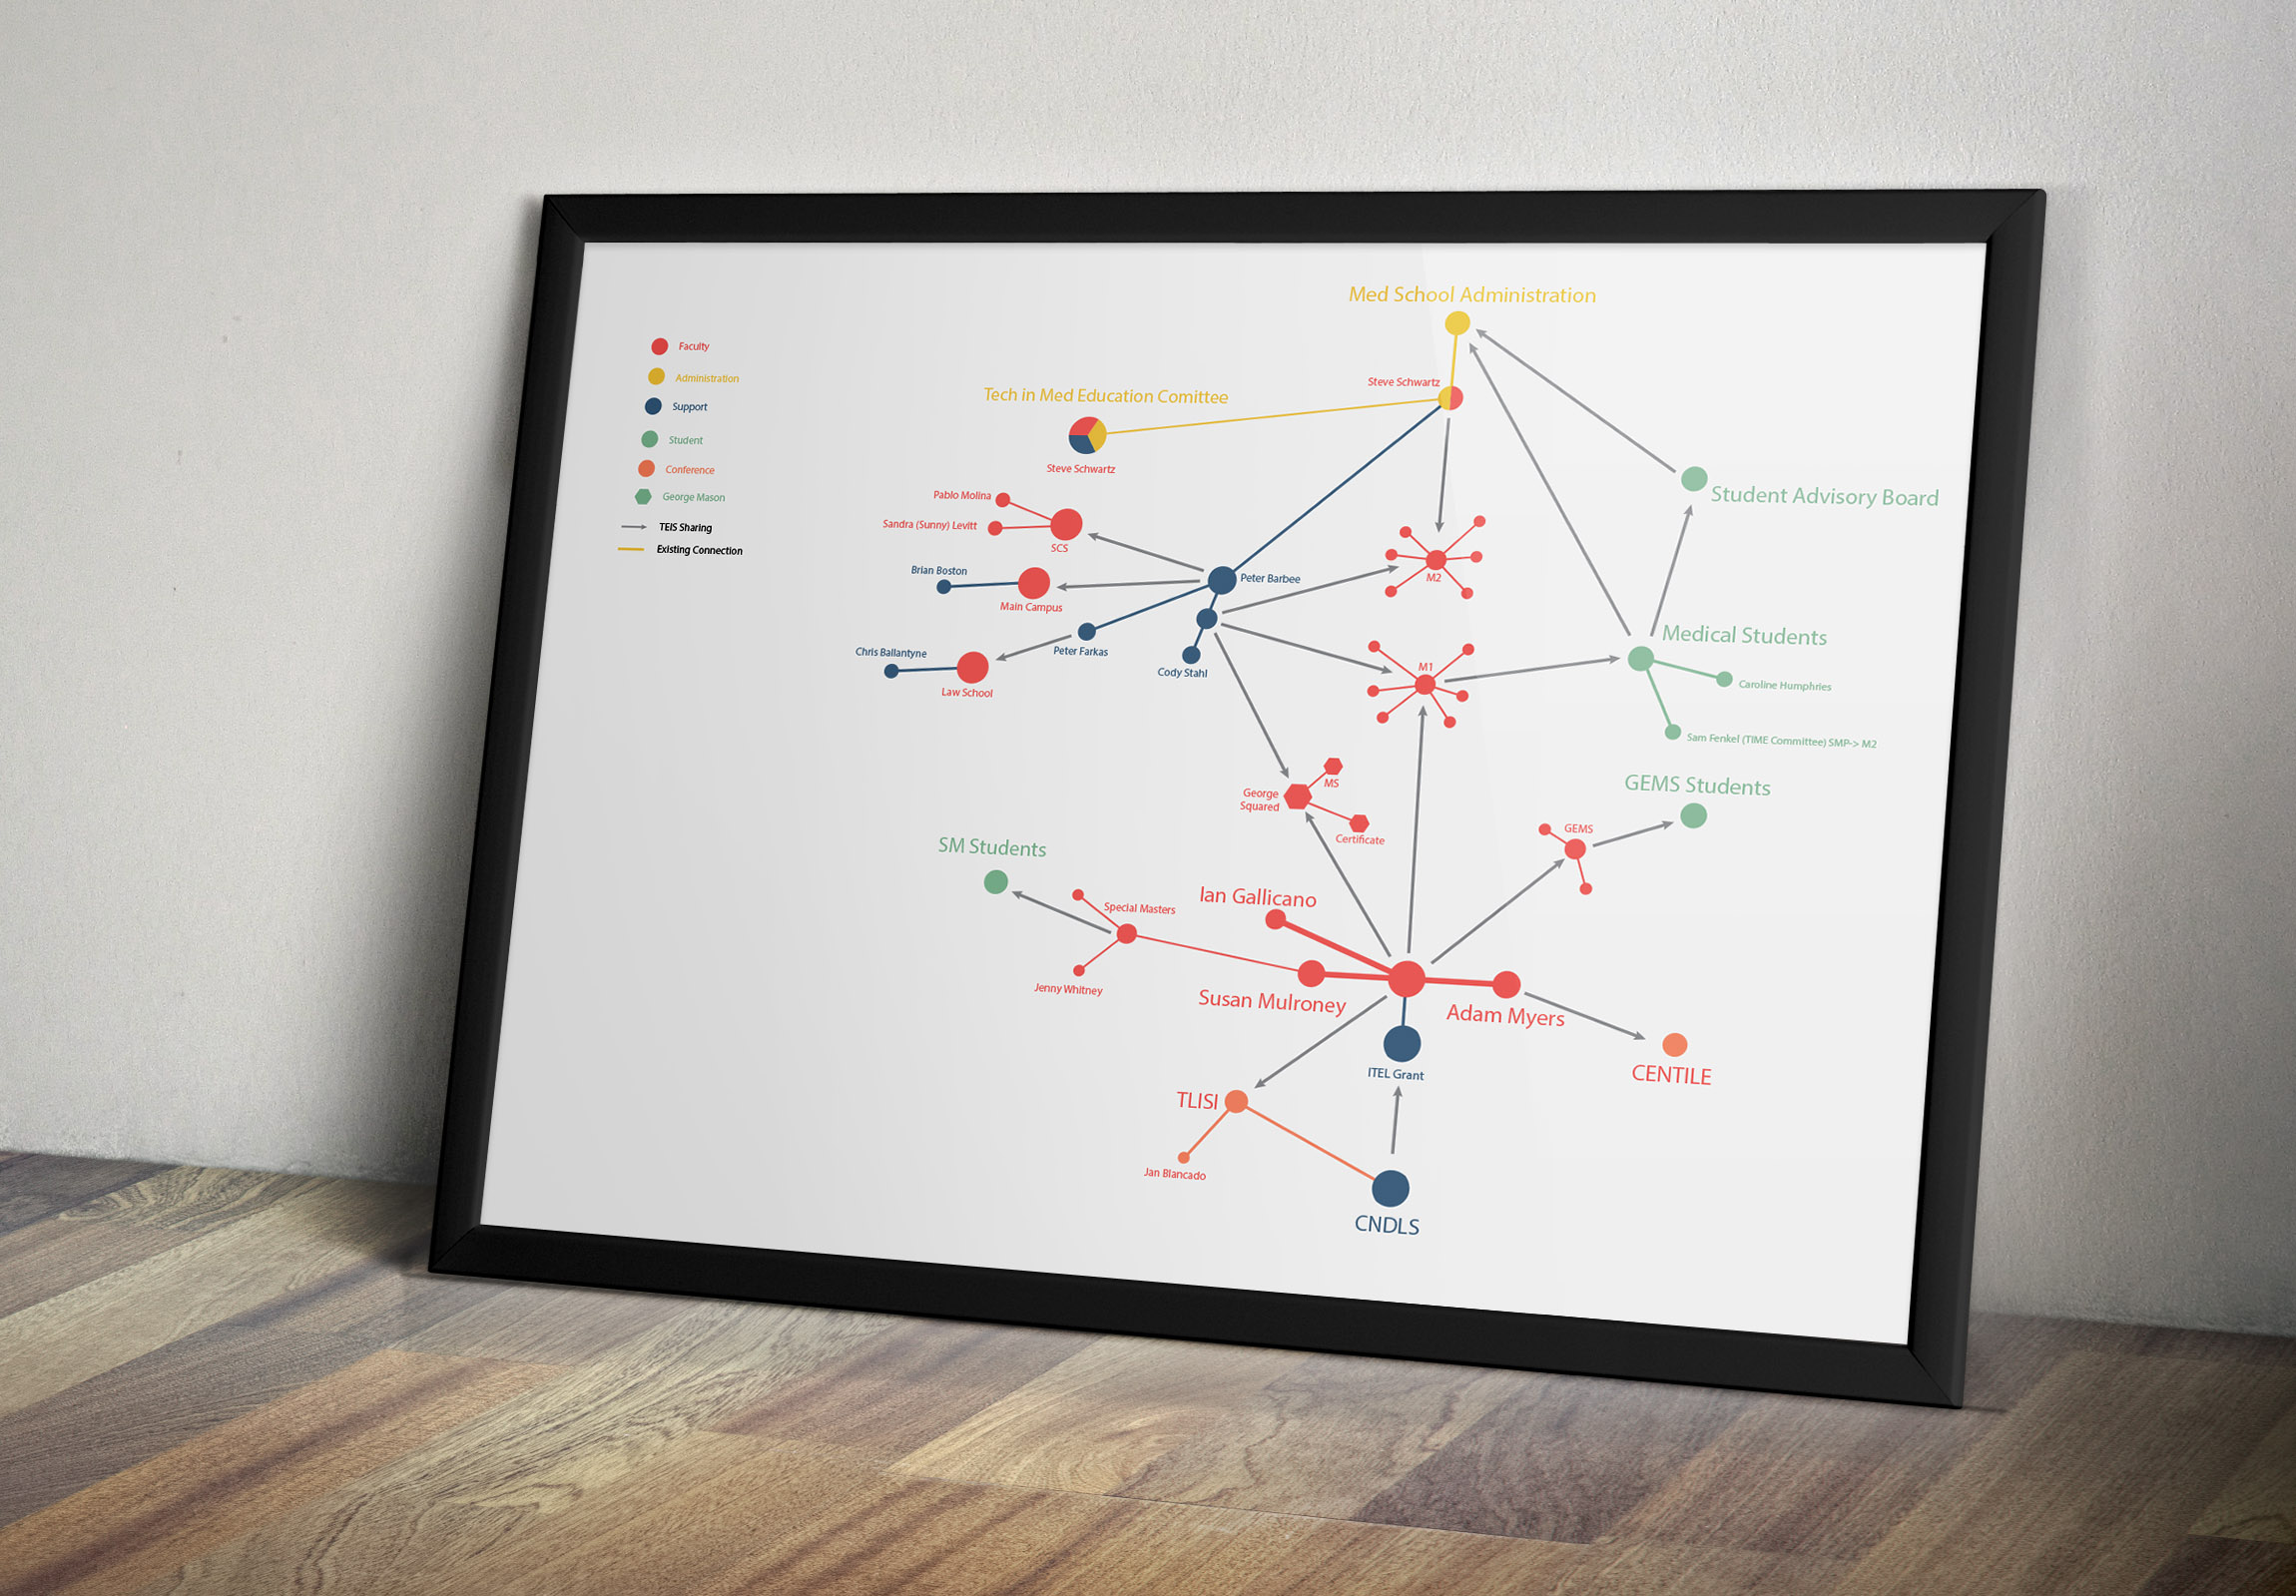 Med School Administration
Faculty
Administration
Support
Student
Conference
George Mason
TEIS Sharing
Existing Connection
Steve Schwartz
Tech in Med Education Comittee
Steve Schwartz
Pablo Molina
Sandra (Sunny) Levitt
SCS
Brian Boston
Main Campus
Peter Barbee
Chris Ballantyne
Law School
Peter Farkas
Cody Stahl
M2
M1
Student Advisory Board
Medical Students
Caroline Humphries
Sam Fenkel (TIME Committee) SMP-> M2
GEMS Students
GEMS
George
Squared
MS
Certificate
SM Students
Special Masters
Jenny Whitney
Ian Gallicano
Susan Mulroney
Adam Myers
ITEL Grant
CENTILE
TLISI
Jan Blancado
CNDLS